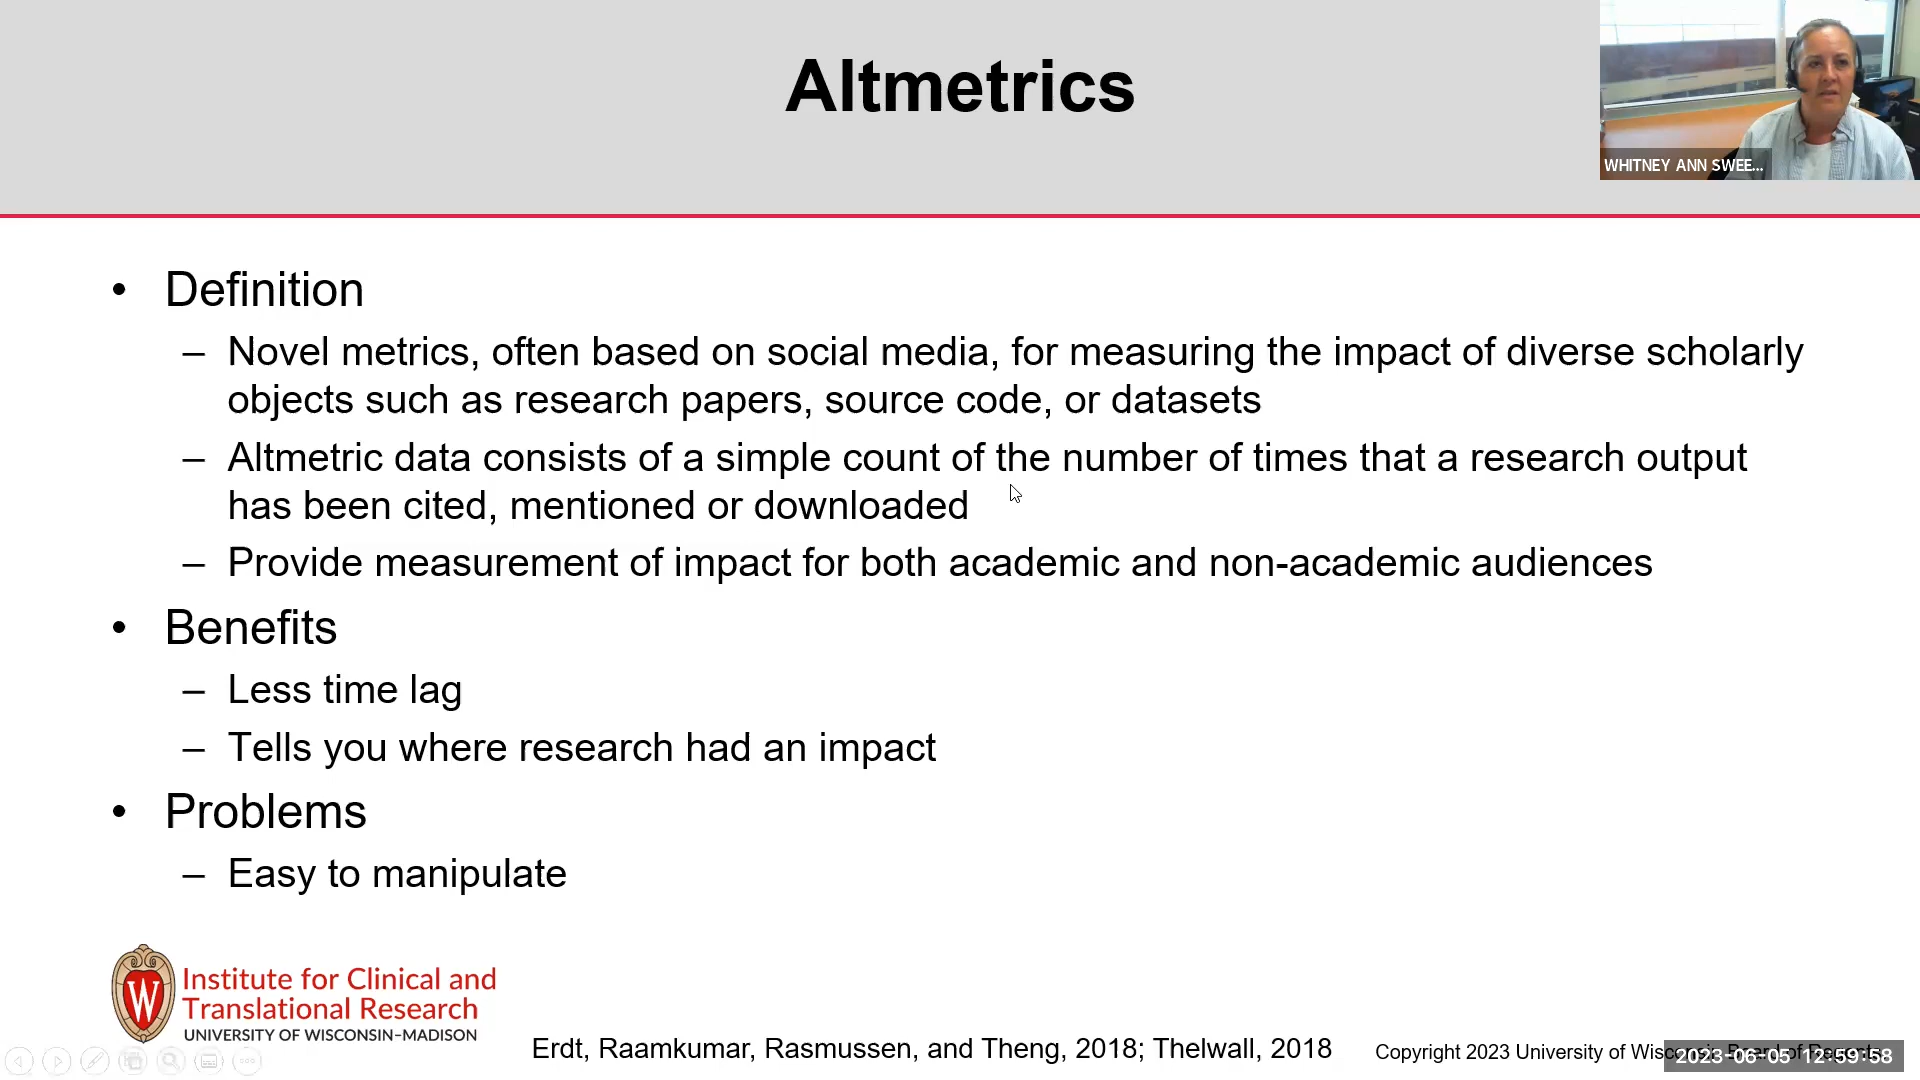 Altmetrics
WHITNEY ANN SWEE...
• Definition
– Novel metrics, often based on social media, for measuring the impact of diverse scholarly
objects such as research papers, source code, or datasets
– Altmetric data consists of a simple count of the number of times that a research output
has been cited, mentioned or downloaded
– Provide measurement of impact for both academic and non-academic audiences
• Benefits
– Less time lag
– Tells you where research had an impact
• Problems
– Easy to manipulate
W
Institute for Clinical and
Translational Research
UNIVERSITY OF WISCONSIN–MADISON
Erdt, Raamkumar, Rasmussen, and Theng, 2018; Thelwall, 2018
Copyright 2023 University of Wisconsin Board of Regents
2023-06-05 12:59:58